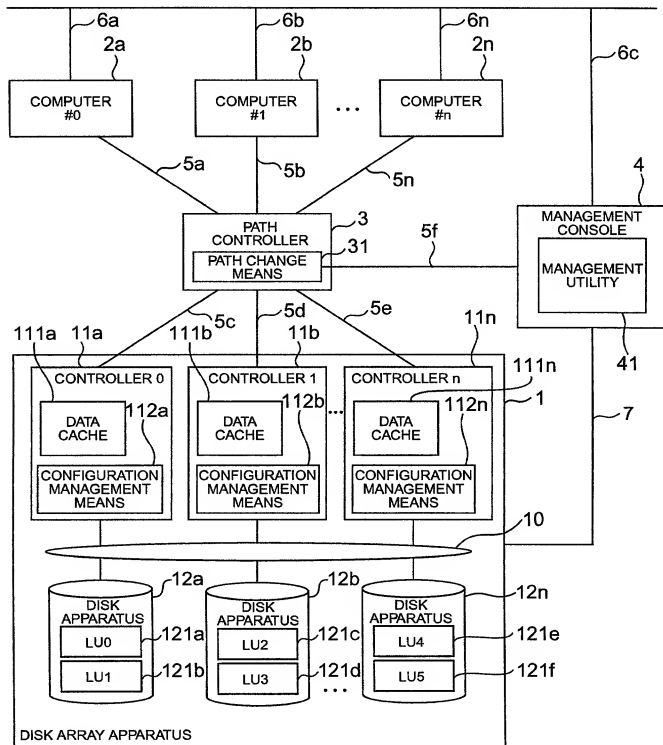 6a 6b 6n
2a 2b 2n 6c
COMPUTER
#0
COMPUTER
#1
...
COMPUTER
#n
5a 5b 5n
4
3
PATH
CONTROLLER
31
PATH CHANGE
MEANS
5f
MANAGEMENT
CONSOLE
MANAGEMENT
UTILITY
41
5c 5d 5e
111a 11a 111b 11b 11n
CONTROLLER 0
DATA
CACHE
112a
CONFIGURATION
MANAGEMENT
MEANS
CONTROLLER 1
DATA
CACHE
112b
CONFIGURATION
MANAGEMENT
MEANS
...
CONTROLLER n
111n
DATA
CACHE
112n
CONFIGURATION
MANAGEMENT
MEANS
1
7
10
12a 12b 12n
DISK
APPARATUS
LU0 121a
LU1 121b
DISK
APPARATUS
LU2 121c
LU3 121d
...
DISK
APPARATUS
LU4 121e
LU5 121f
DISK ARRAY APPARATUS